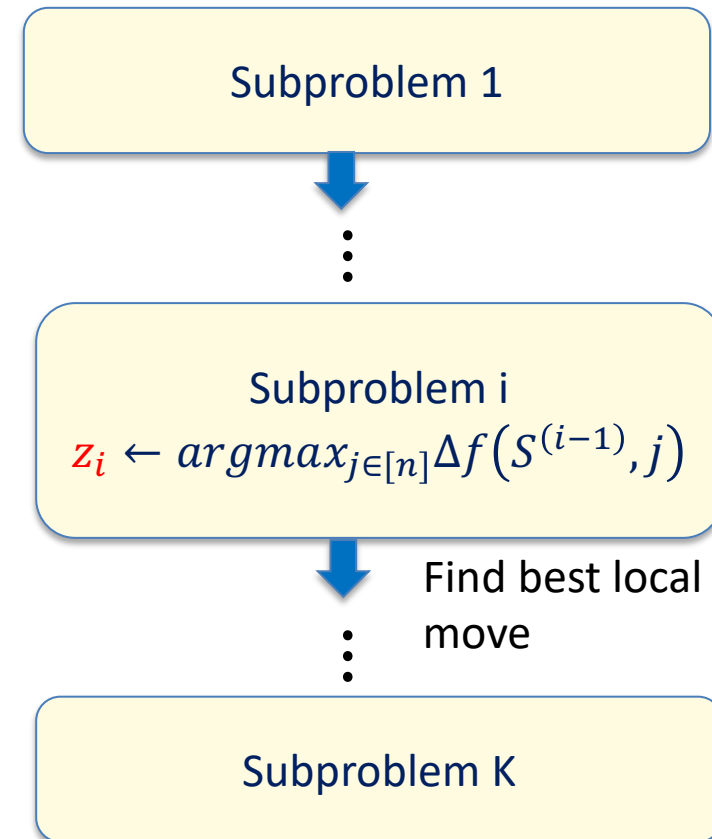 Subproblem 1
⋮
Subproblem i
z_i ← argmax_{j∈[n]} Δf(S^{(i−1)}, j)
Find best local
move
⋮
Subproblem K